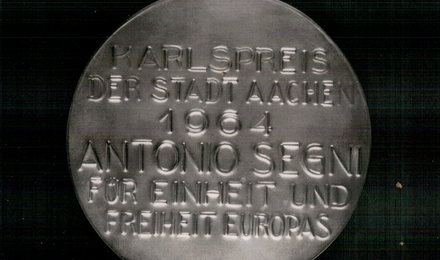 KARLSPREIS
DER STADT AACHEN
1964
ANTONIO SEGNI
FÜR EINHEIT UND
FREIHEIT EUROPAS